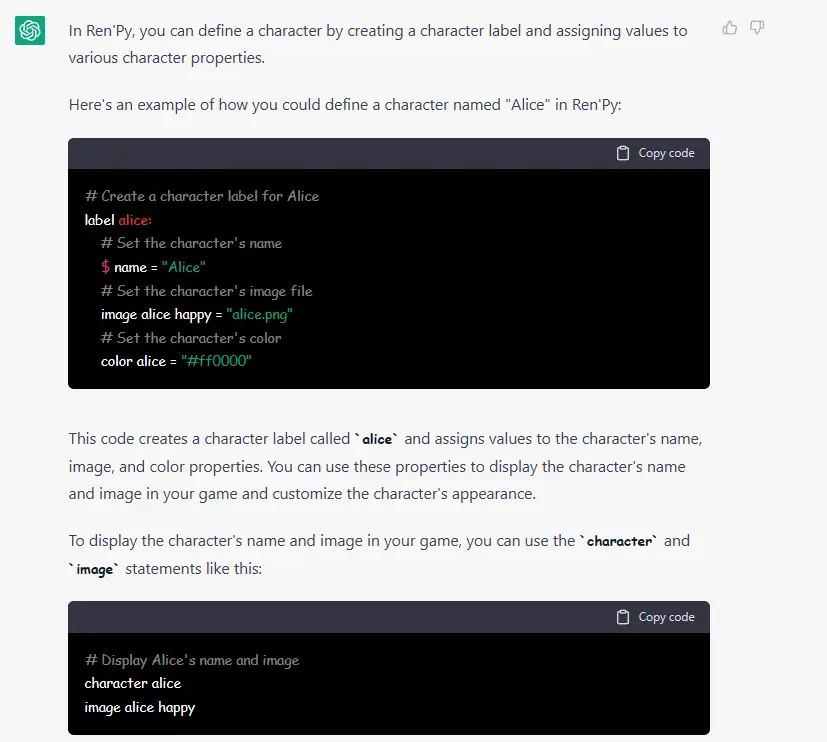 In Ren'Py, you can define a character by creating a character label and assigning values to
various character properties.
Here's an example of how you could define a character named "Alice" in Ren'Py:
Copy code
# Create a character label for Alice
label alice:
# Set the character's name
$ name = "Alice"
# Set the character's image file
image alice happy = "alice.png"
# Set the character's color
color alice = "#ff0000"
This code creates a character label called `alice` and assigns values to the character's name,
image, and color properties. You can use these properties to display the character's name
and image in your game and customize the character's appearance.
To display the character's name and image in your game, you can use the `character` and
`image` statements like this:
Copy code
# Display Alice's name and image
character alice
image alice happy